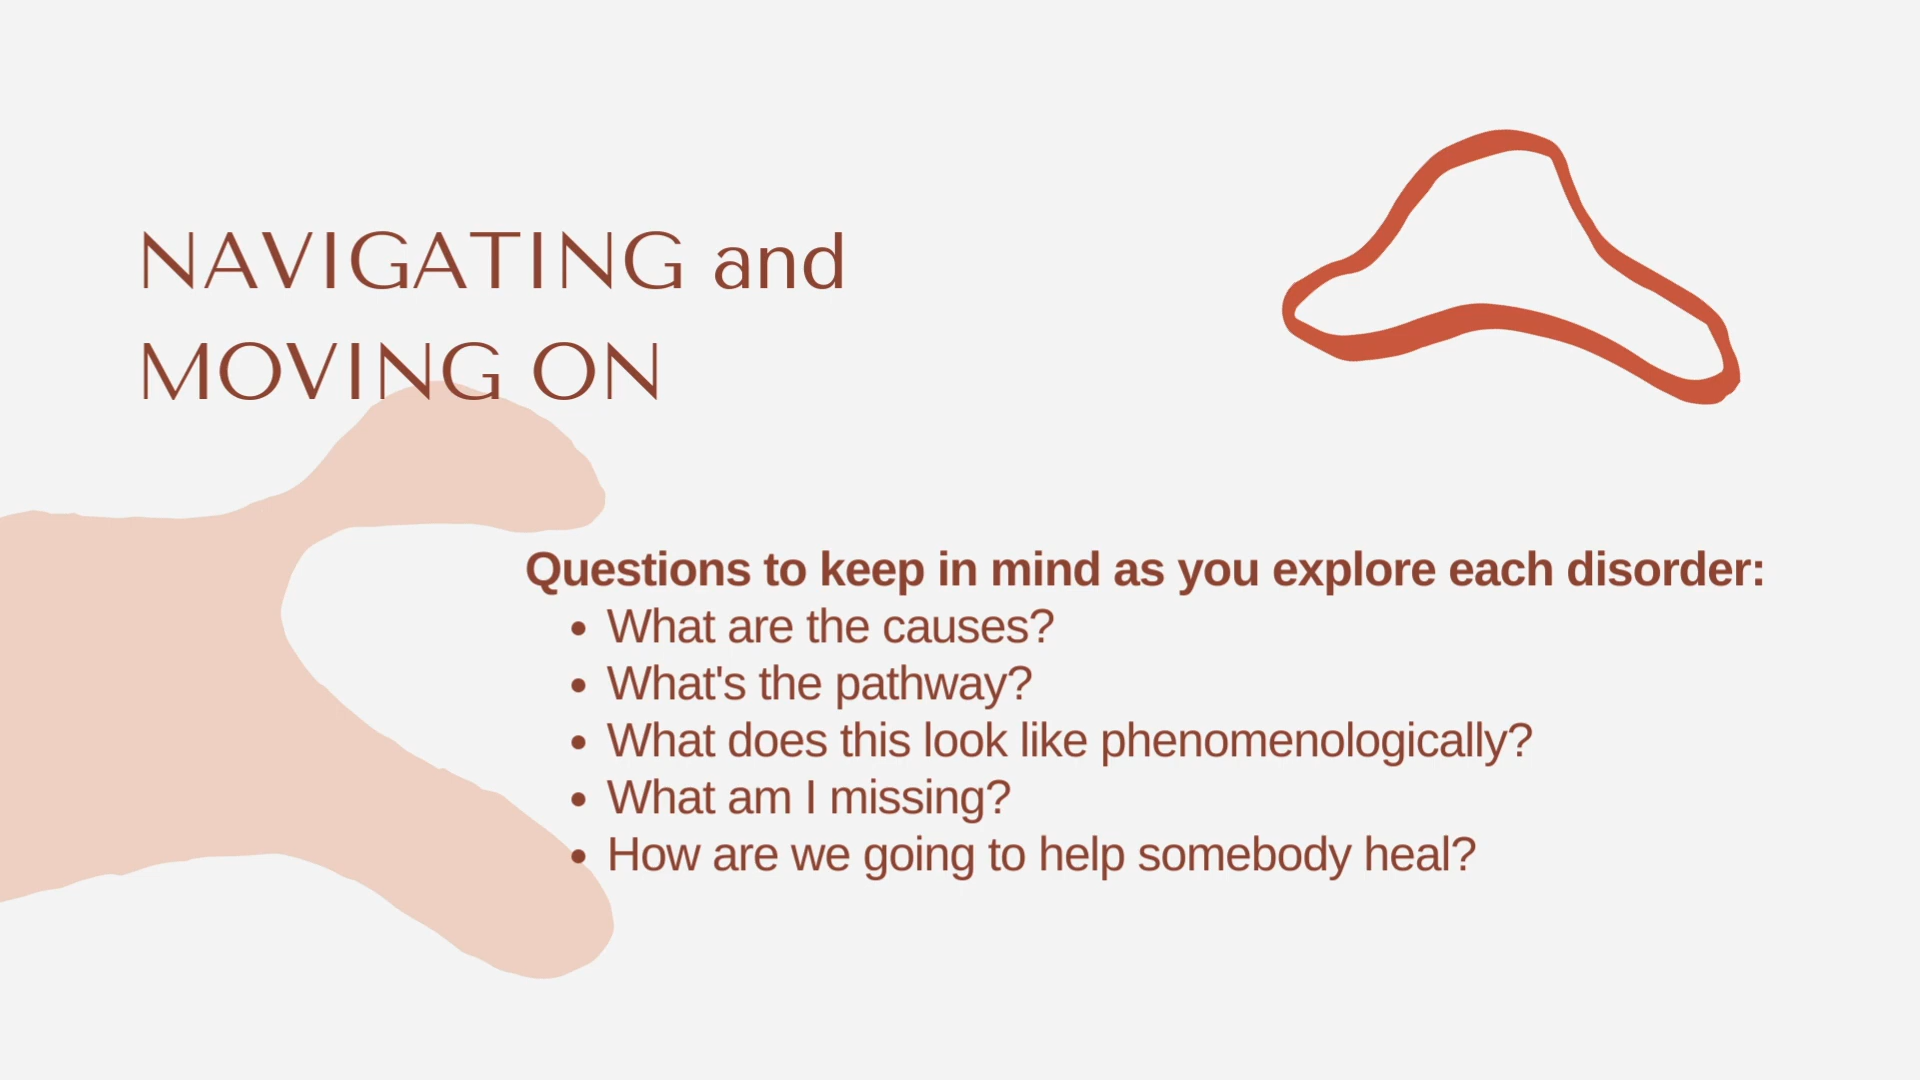 NAVIGATING and
MOVING ON
Questions to keep in mind as you explore each disorder:
• What are the causes?
• What's the pathway?
• What does this look like phenomenologically?
• What am I missing?
• How are we going to help somebody heal?